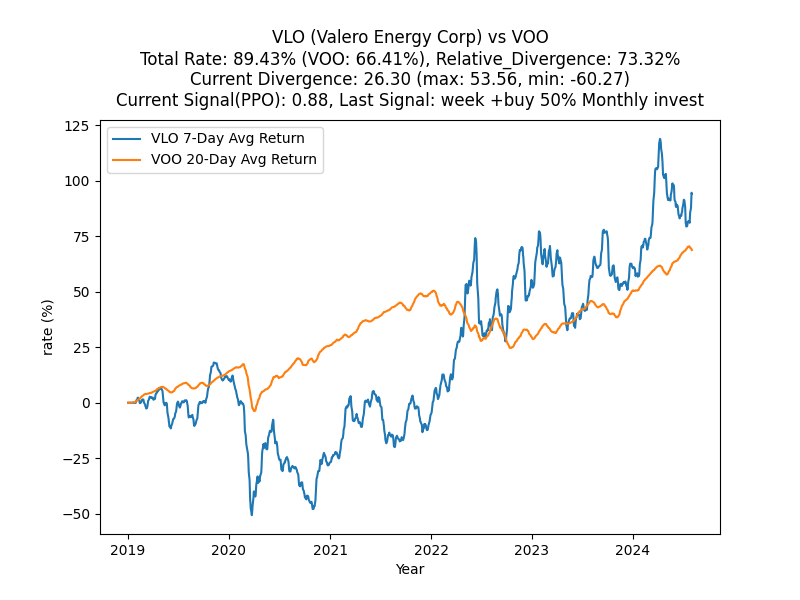 VLO (Valero Energy Corp) vs VOO
Total Rate: 89.43% (VOO: 66.41%), Relative_Divergence: 73.32%
Current Divergence: 26.30 (max: 53.56, min: -60.27)
Current Signal(PPO): 0.88, Last Signal: week +buy 50% Monthly invest
VLO 7-Day Avg Return
VOO 20-Day Avg Return
125
100
75
50
25
0
−25
−50
rate (%)
2019 2020 2021 2022 2023 2024
Year